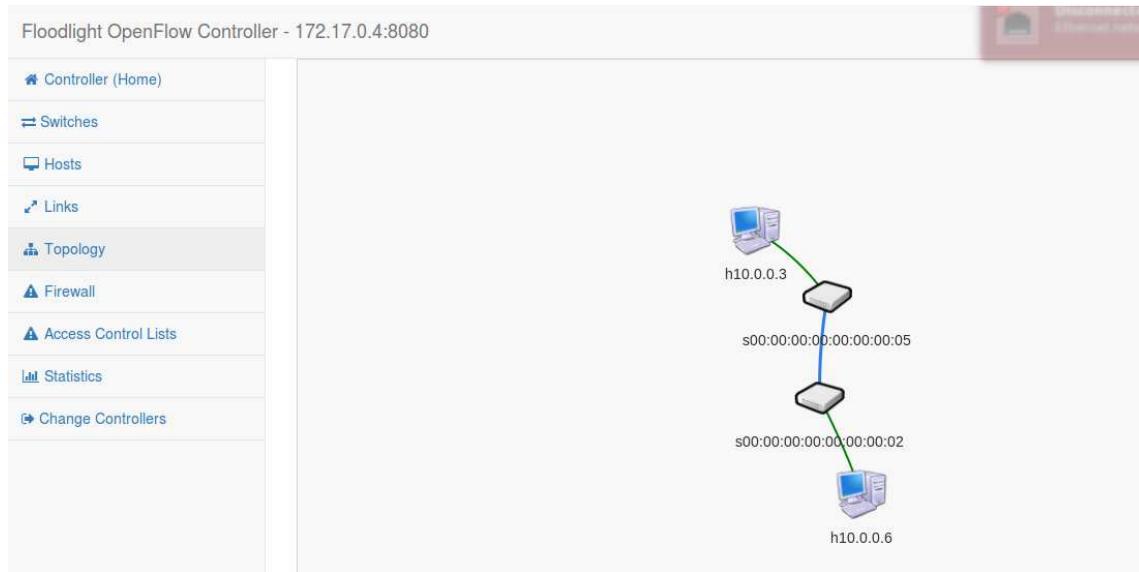 Floodlight OpenFlow Controller - 172.17.0.4:8080
Controller (Home)
Switches
Hosts
Links
Topology
Firewall
Access Control Lists
Statistics
Change Controllers
h10.0.0.3
s00:00:00:00:00:00:00:05
s00:00:00:00:00:00:00:02
h10.0.0.6